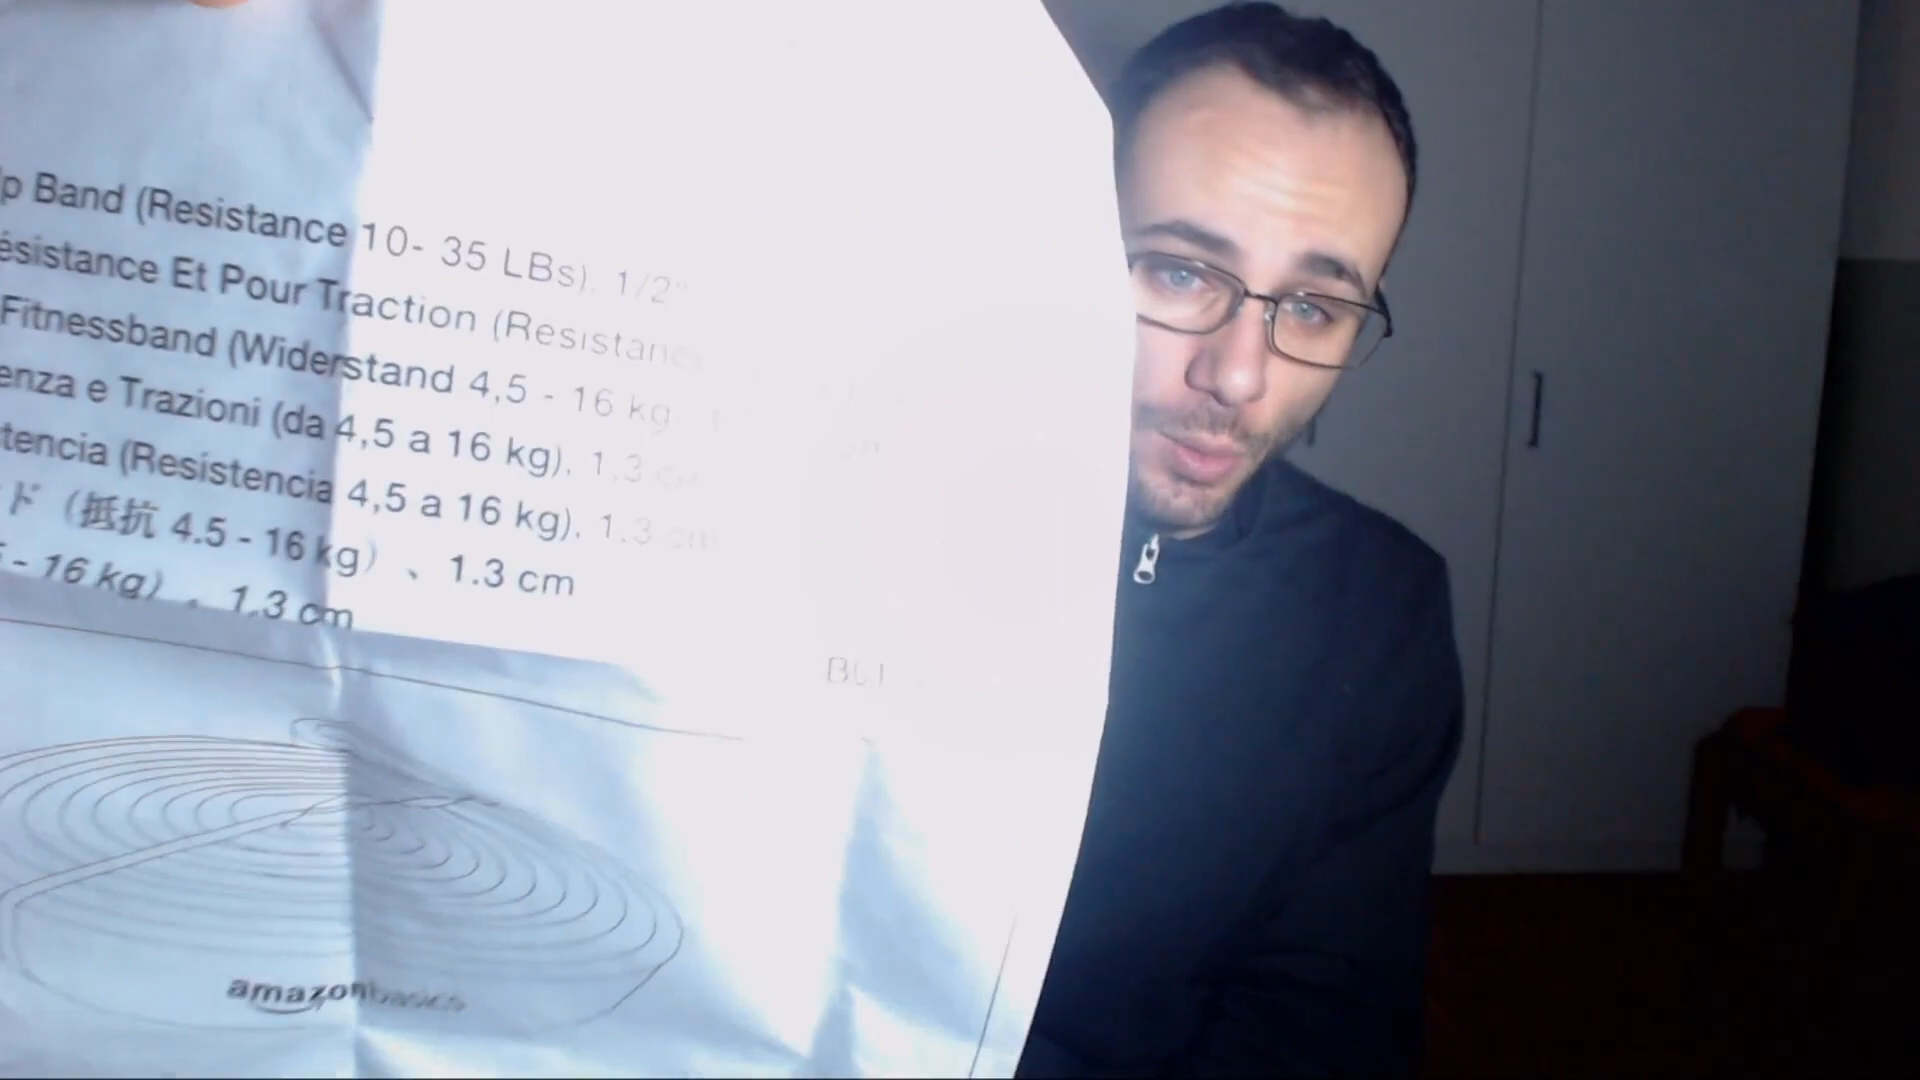 Band (Resistance 10- 35 LBs), 1/2"
ésistance Et Pour Traction (Resistanc
Fitnessband (Widerstand 4,5 - 16 kg
enza e Trazioni (da 4,5 a 16 kg), 1,3
tencia (Resistencia 4,5 a 16 kg), 1,3 cm
ド（抵抗 4.5 - 16 kg）、1.3 cm
- 16 kg）、1.3 cm
amazonbasics